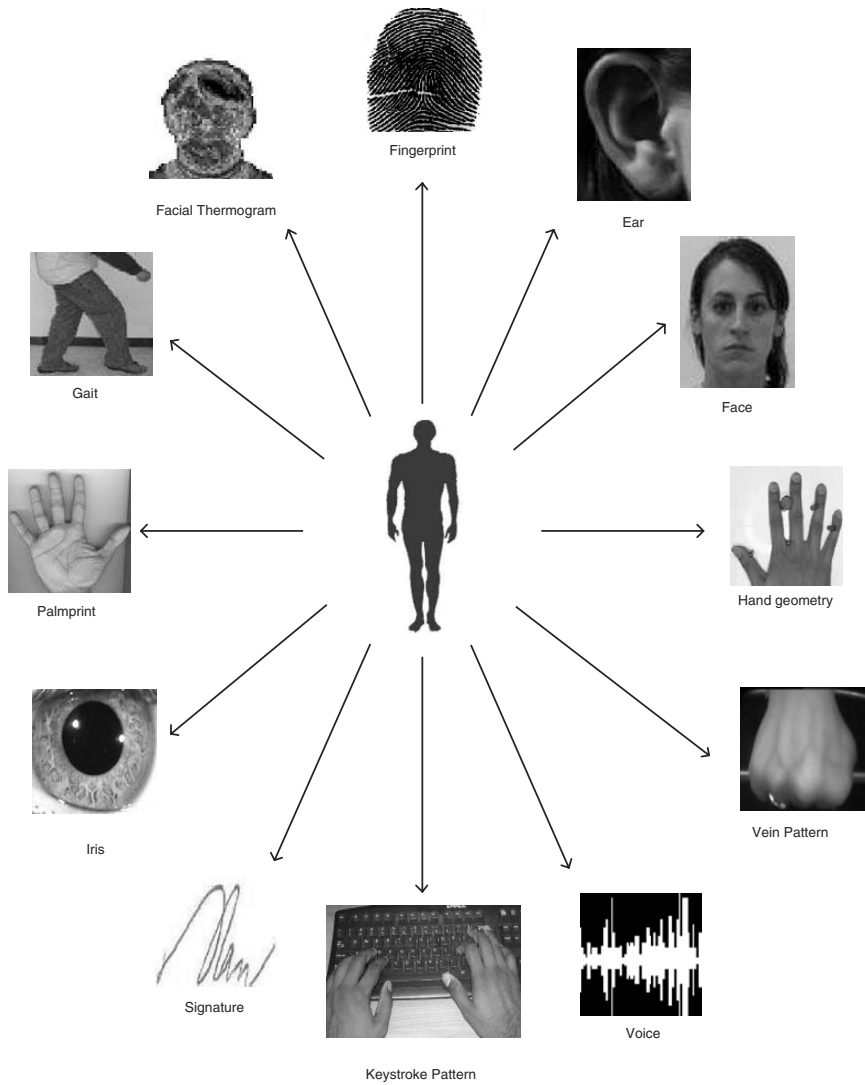 Fingerprint
Ear
Facial Thermogram
Face
Gait
Hand geometry
Palmprint
Vein Pattern
Iris
Signature
Voice
Keystroke Pattern